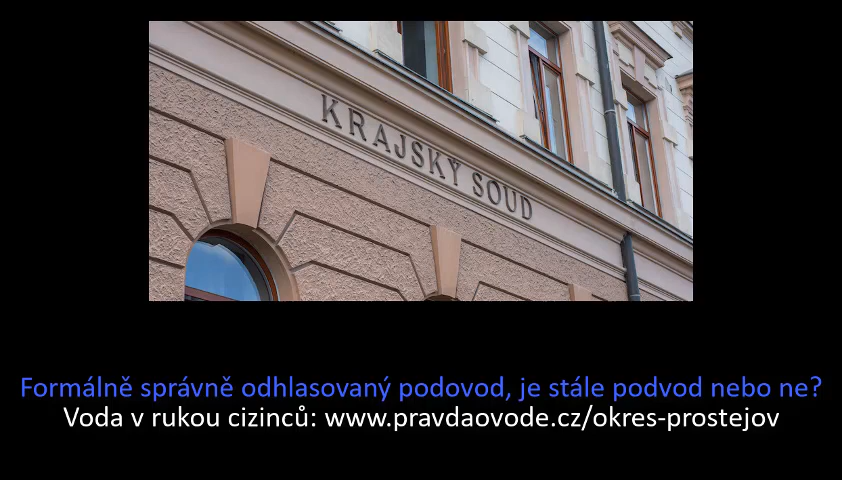 KRAJSKÝ SOUD
Formálně správně odhlasovaný podovod, je stále podvod nebo ne?
Voda v rukou cizinců: www.pravdaovode.cz/okres-prostejov